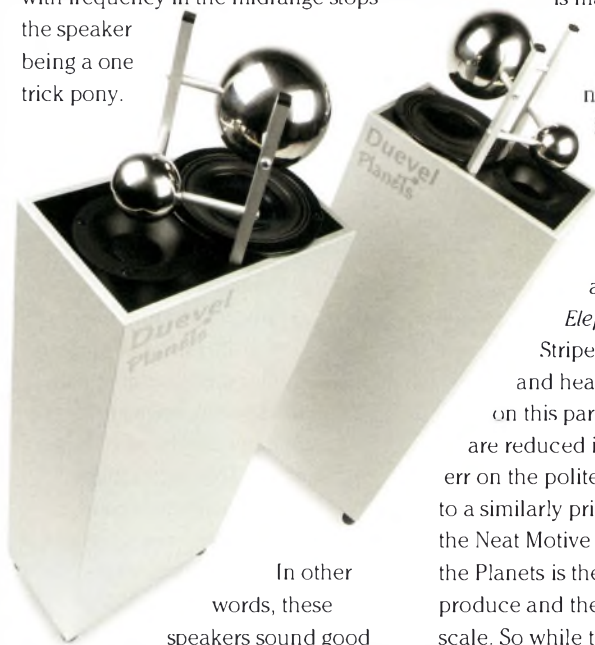 with frequency in the midrange stops
the speaker
being a one
trick pony.
Duevel
Planets
Duevel
Planets
In other
words, these
speakers sound good
is ma
n
a
Elep
Stripe
and hea
on this par
are reduced i
err on the polite
to a similarly pri
the Neat Motive
the Planets is the
produce and the
scale. So while t